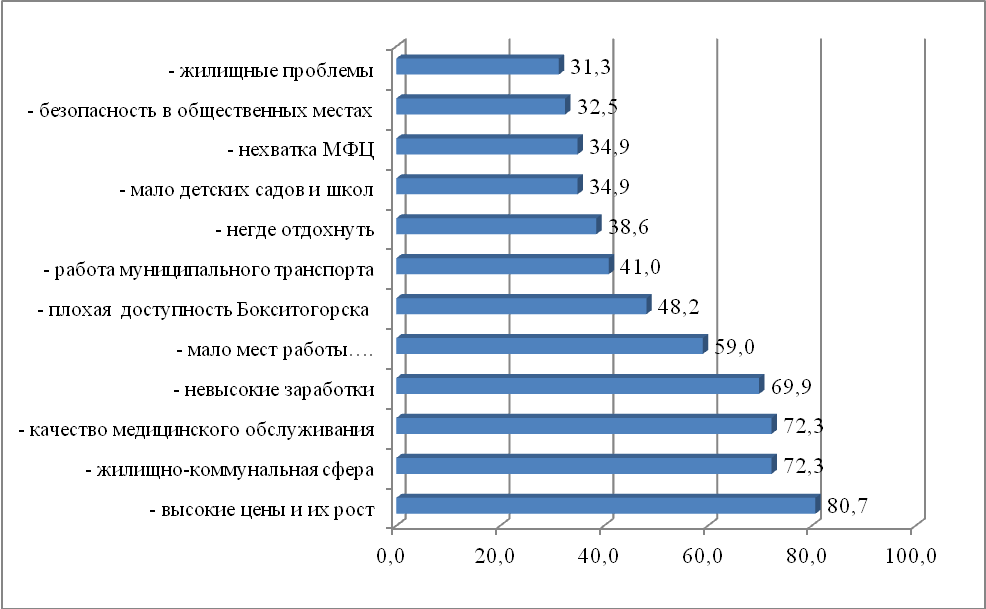 - жилищные проблемы 31,3
- безопасность в общественных местах 32,5
- нехватка МФЦ 34,9
- мало детских садов и школ 34,9
- негде отдохнуть 38,6
- работа муниципального транспорта 41,0
- плохая  доступность Бокситогорска 48,2
- мало мест работы…. 59,0
- невысокие заработки 69,9
- качество медицинского обслуживания 72,3
- жилищно-коммунальная сфера 72,3
- высокие цены и их рост 80,7
0,0 20,0 40,0 60,0 80,0 100,0